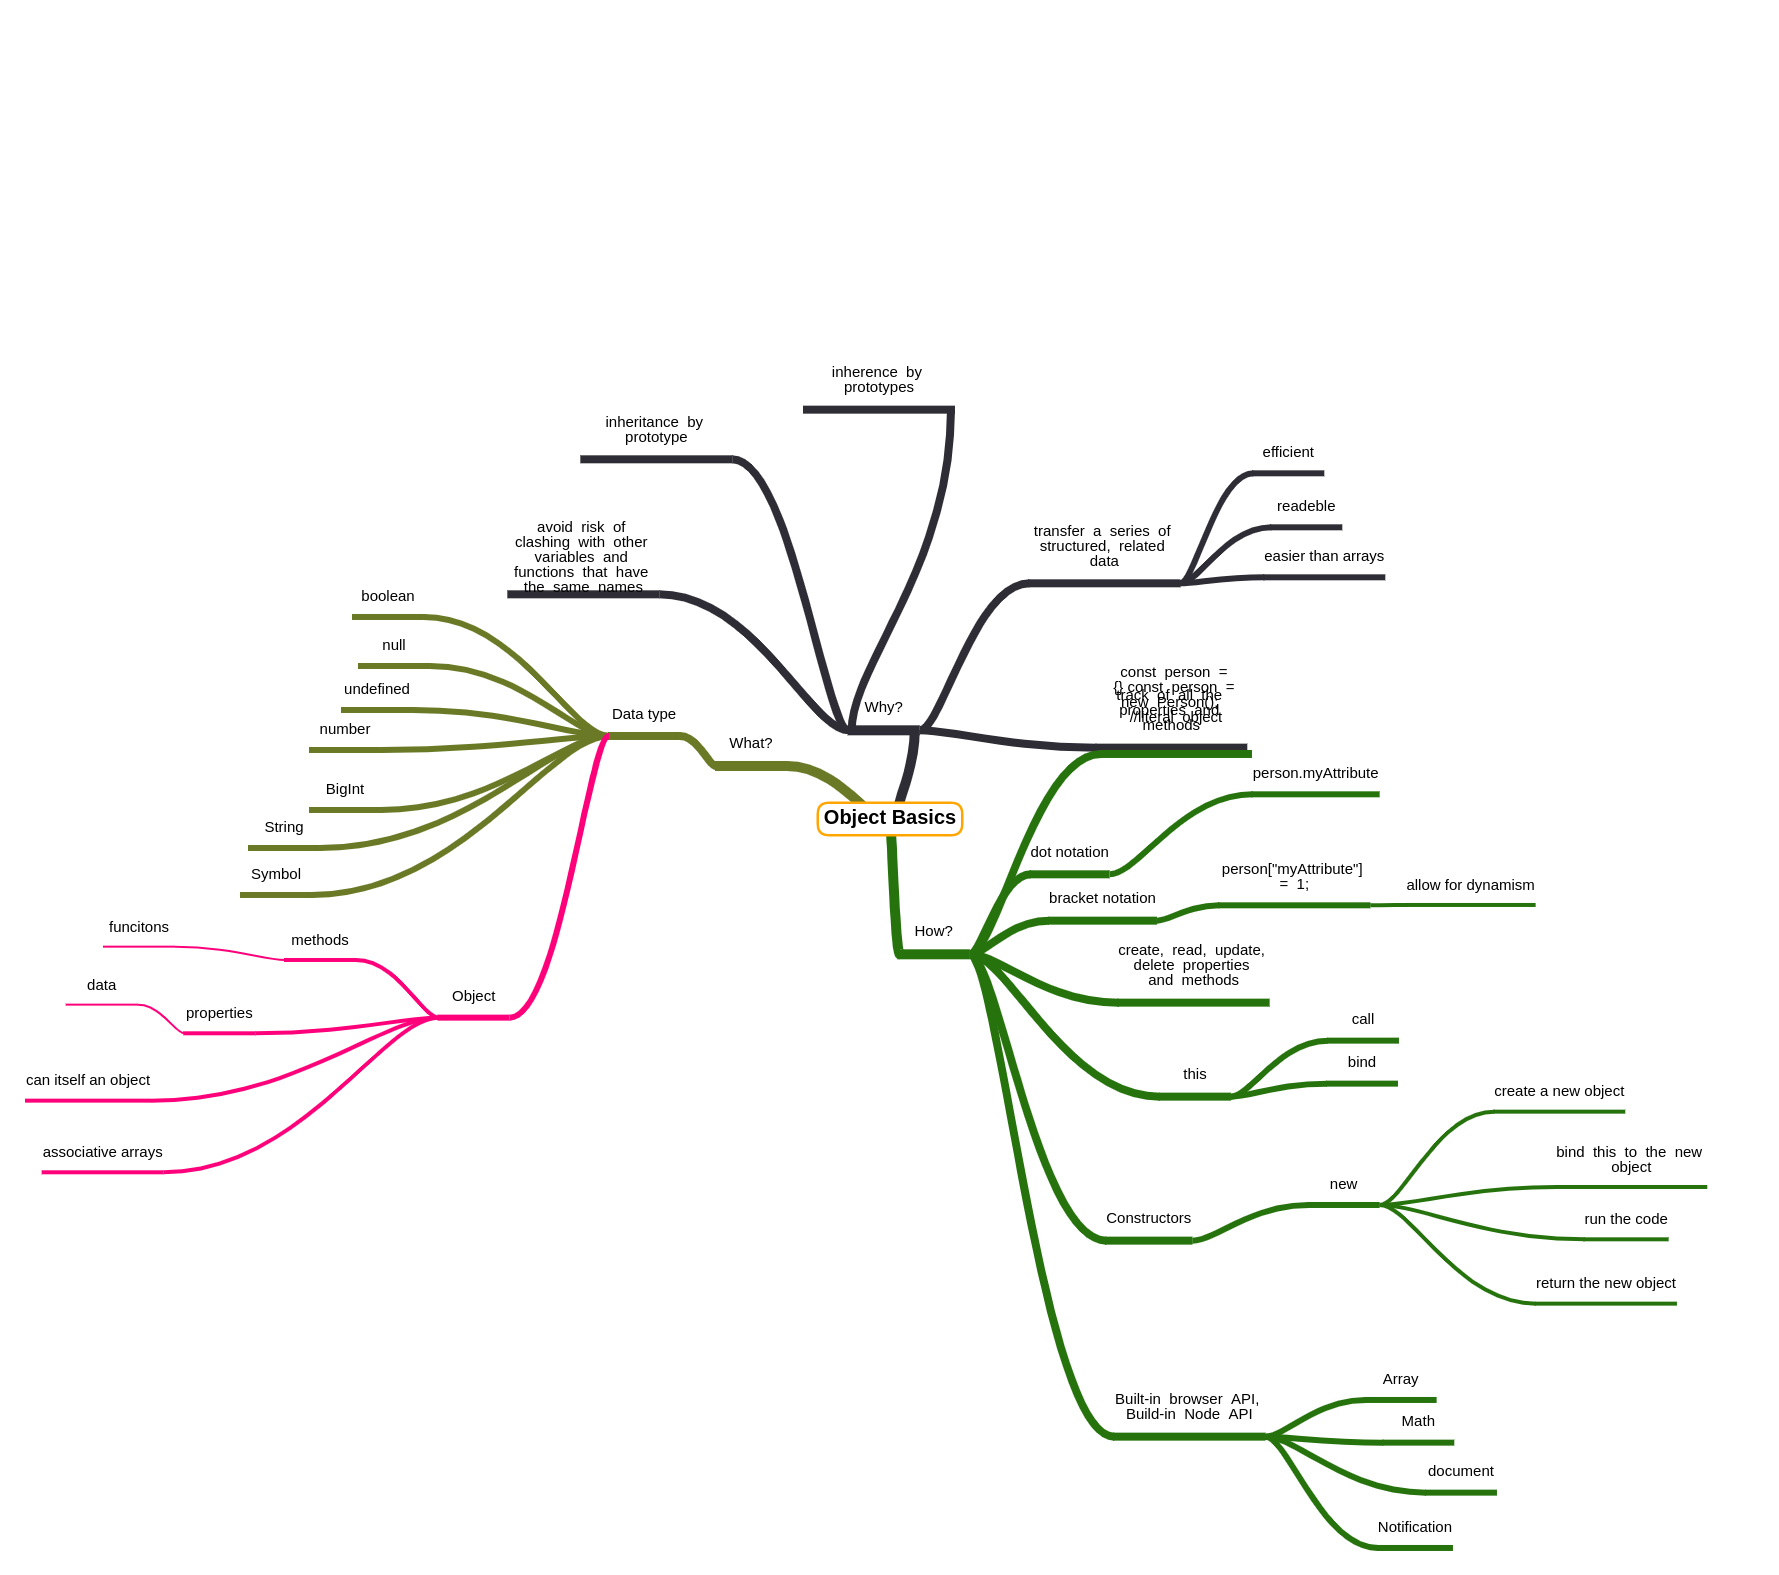 inherence by
prototypes
inheritance by
prototype
efficient
readeble
easier than arrays
transfer a series of
structured, related
data
avoid risk of
clashing with other
variables and
functions that have
the same names
boolean
null
undefined
number
BigInt
String
Symbol
Data type
What?
Why?
const person =
{} const person =
track of all the
new Person();
properties and
//literal object
methods
Object Basics
person.myAttribute
dot notation
person["myAttribute"]
= 1;
allow for dynamism
bracket notation
How?
create, read, update,
delete properties
and methods
funcitons
methods
data
properties
Object
can itself an object
associative arrays
call
bind
this
create a new object
bind this to the new
object
new
run the code
return the new object
Constructors
Built-in browser API,
Build-in Node API
Array
Math
document
Notification